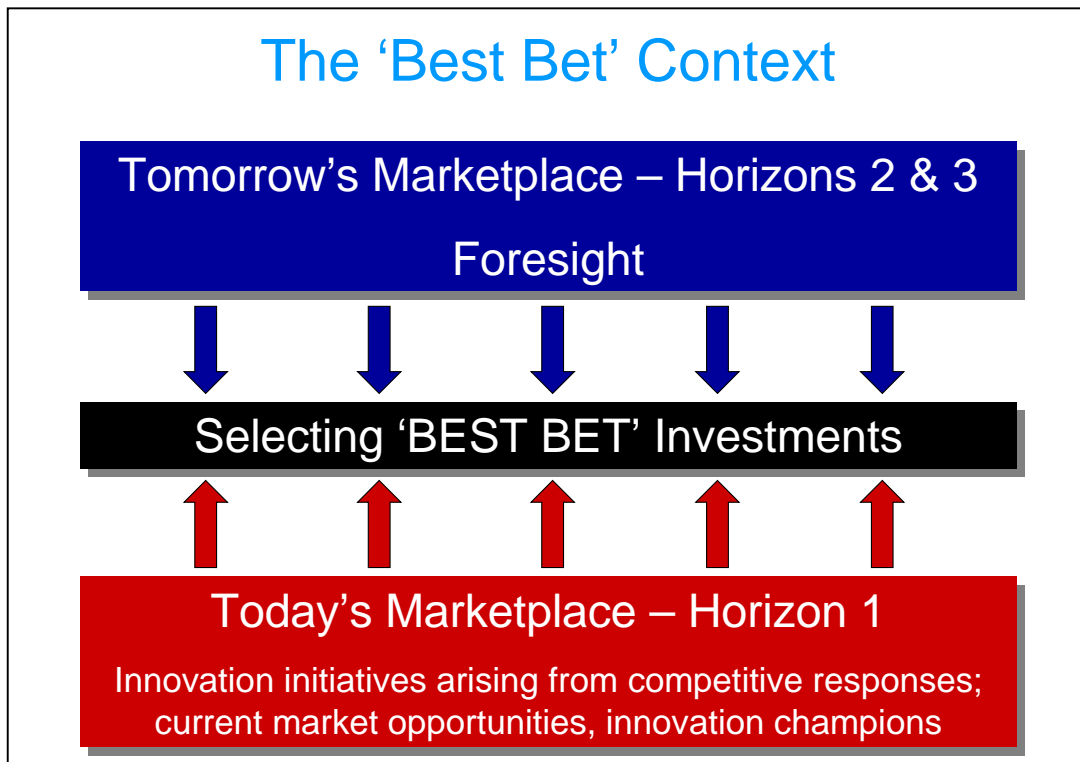 The ‘Best Bet’ Context
Tomorrow’s Marketplace – Horizons 2 & 3
Foresight
Selecting ‘BEST BET’ Investments
Today’s Marketplace – Horizon 1
Innovation initiatives arising from competitive responses;
current market opportunities, innovation champions